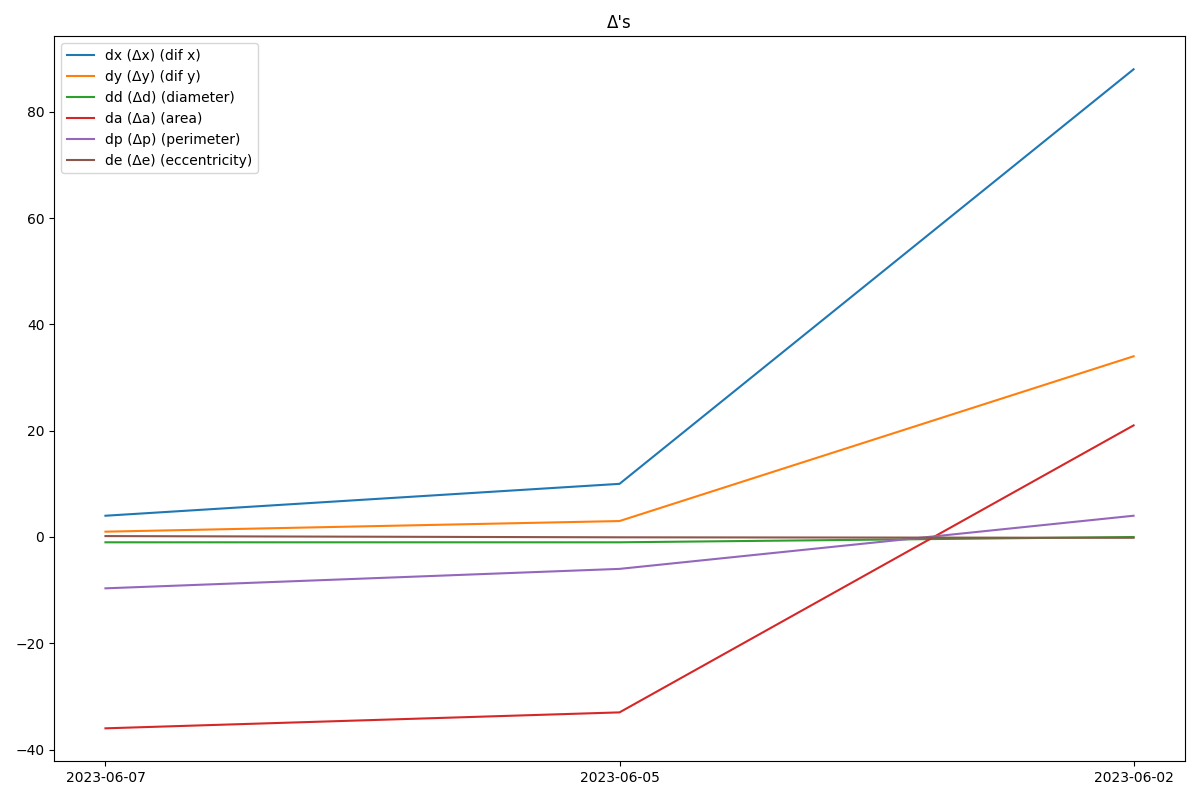 Δ's
dx (Δx) (dif x)
dy (Δy) (dif y)
dd (Δd) (diameter)
da (Δa) (area)
dp (Δp) (perimeter)
de (Δe) (eccentricity)
80
60
40
20
0
−20
−40
2023-06-07 2023-06-05 2023-06-02